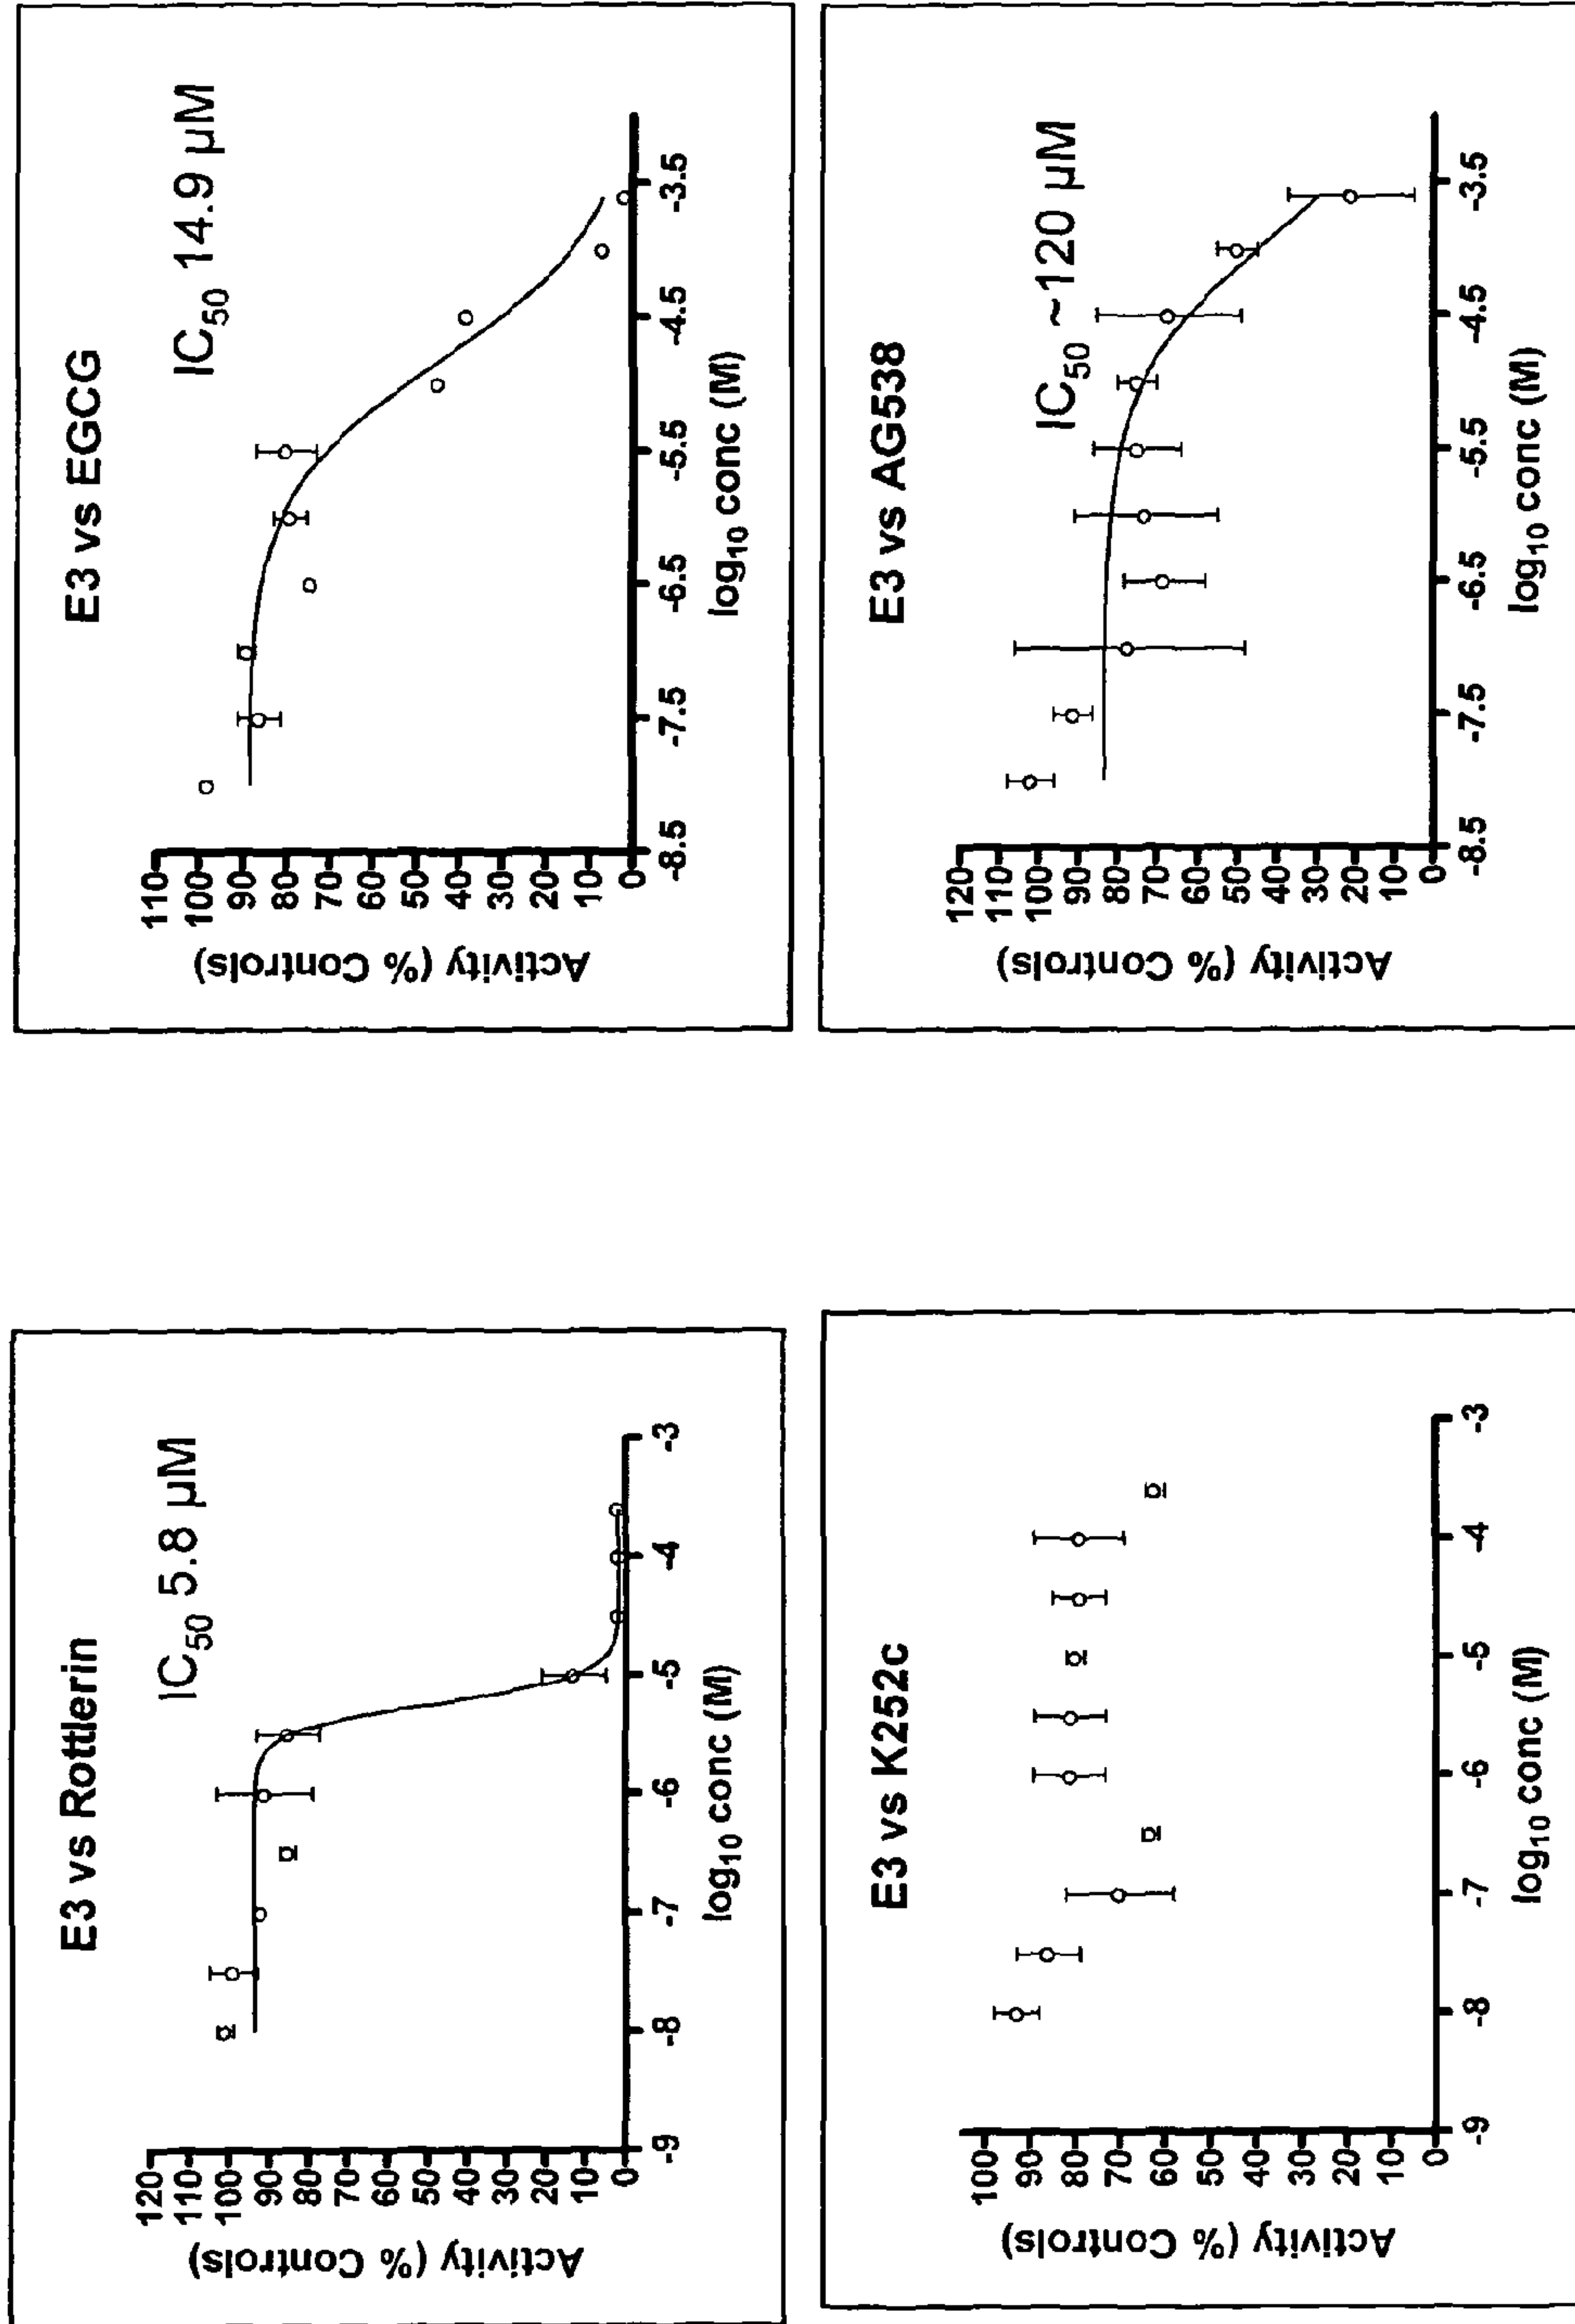 E3 vs Rottlerin
IC50 5.8 µM
120
110
100
90
80
70
60
50
40
30
20
10
0
Activity (% Controls)
-9 -8 -7 -6 -5 -4 -3
log10 conc (M)
E3 vs EGCG
IC50 14.9 µM
110
100
90
80
70
60
50
40
30
20
10
0
Activity (% Controls)
-8.5 -7.5 -6.5 -5.5 -4.5 -3.5
log10 conc (M)
E3 vs K252c
100
90
80
70
60
50
40
30
20
10
0
Activity (% Controls)
-9 -8 -7 -6 -5 -4 -3
log10 conc (M)
E3 vs AG538
IC50 ~120 µM
120
110
100
90
80
70
60
50
40
30
20
10
0
Activity (% Controls)
-8.5 -7.5 -6.5 -5.5 -4.5 -3.5
log10 conc (M)